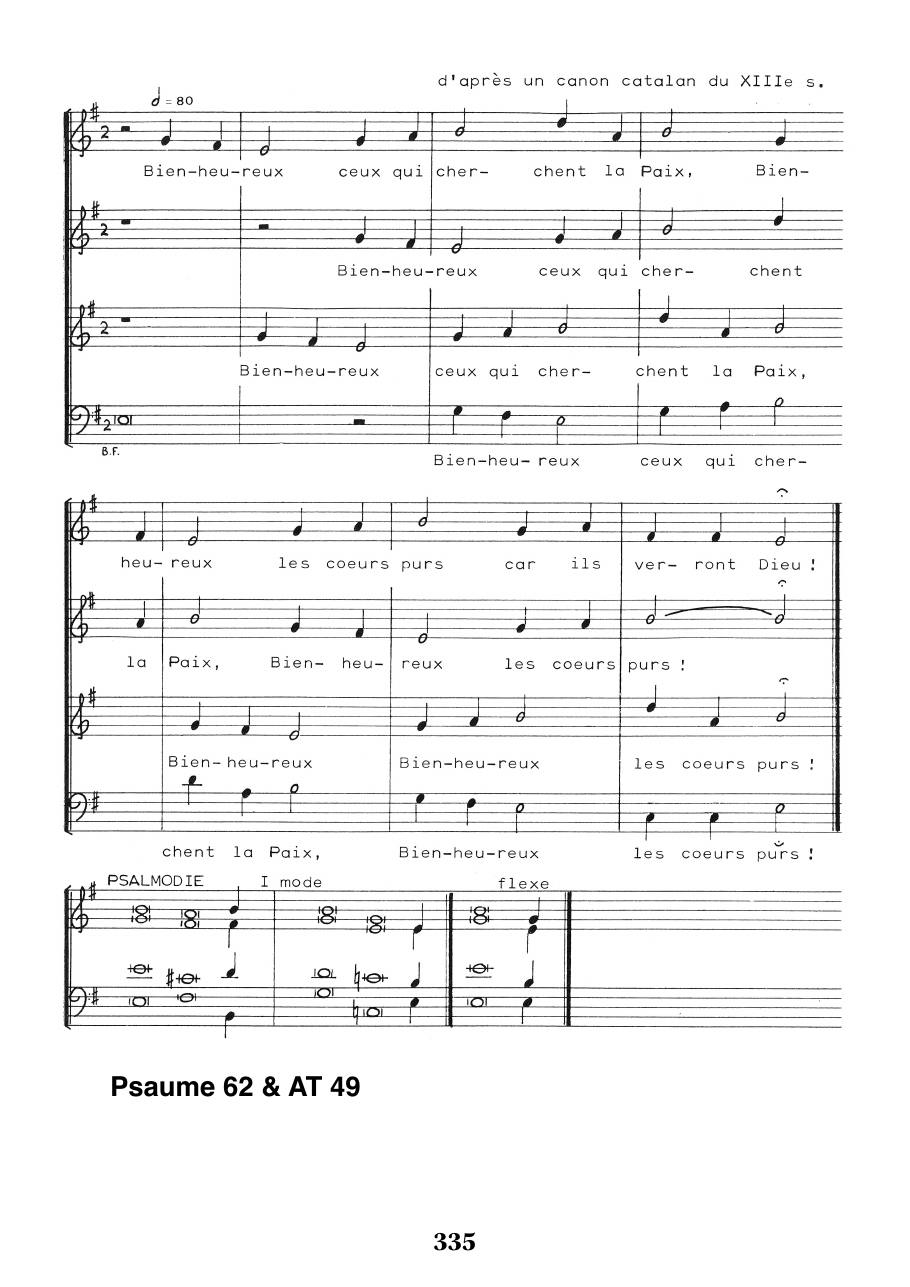 d'après un canon catalan du XIIIe s.
= 80
2
Bien-heu-reux ceux qui cher- chent la Paix, Bien-
2
Bien-heu-reux ceux qui cher- chent
2
Bien-heu-reux ceux qui cher- chent la Paix,
2
B.F.
Bien-heu-reux ceux qui cher-
heu-reux les coeurs purs car ils ver- ront Dieu !
la Paix, Bien- heu- reux les coeurs purs !
Bien-heu-reux Bien-heu-reux les coeurs purs !
chent la Paix, Bien-heu-reux les coeurs purs !
PSALMODIE I mode flexe
Psaume 62 & AT 49
335